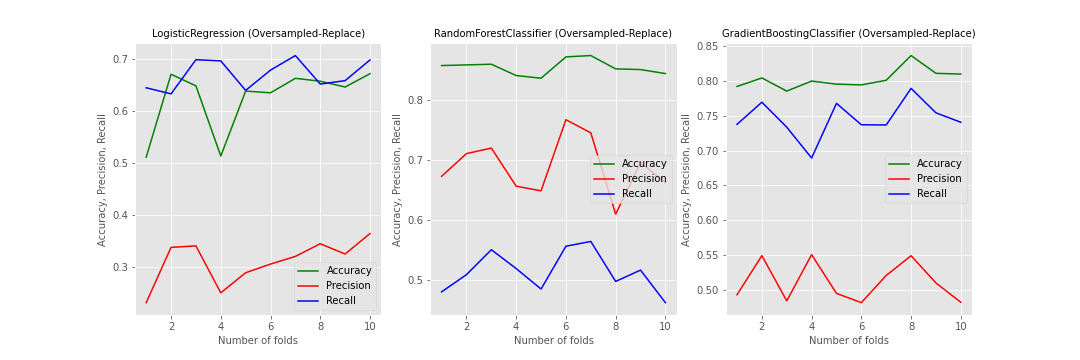 LogisticRegression (Oversampled-Replace)
Accuracy, Precision, Recall
0.7
0.6
0.5
0.4
0.3
2
4
6
8
10
Number of folds
Accuracy
Precision
Recall
RandomForestClassifier (Oversampled-Replace)
Accuracy, Precision, Recall
0.8
0.7
0.6
0.5
2
4
6
8
10
Number of folds
Accuracy
Precision
Recall
GradientBoostingClassifier (Oversampled-Replace)
Accuracy, Precision, Recall
0.85
0.80
0.75
0.70
0.65
0.60
0.55
0.50
2
4
6
8
10
Number of folds
Accuracy
Precision
Recall